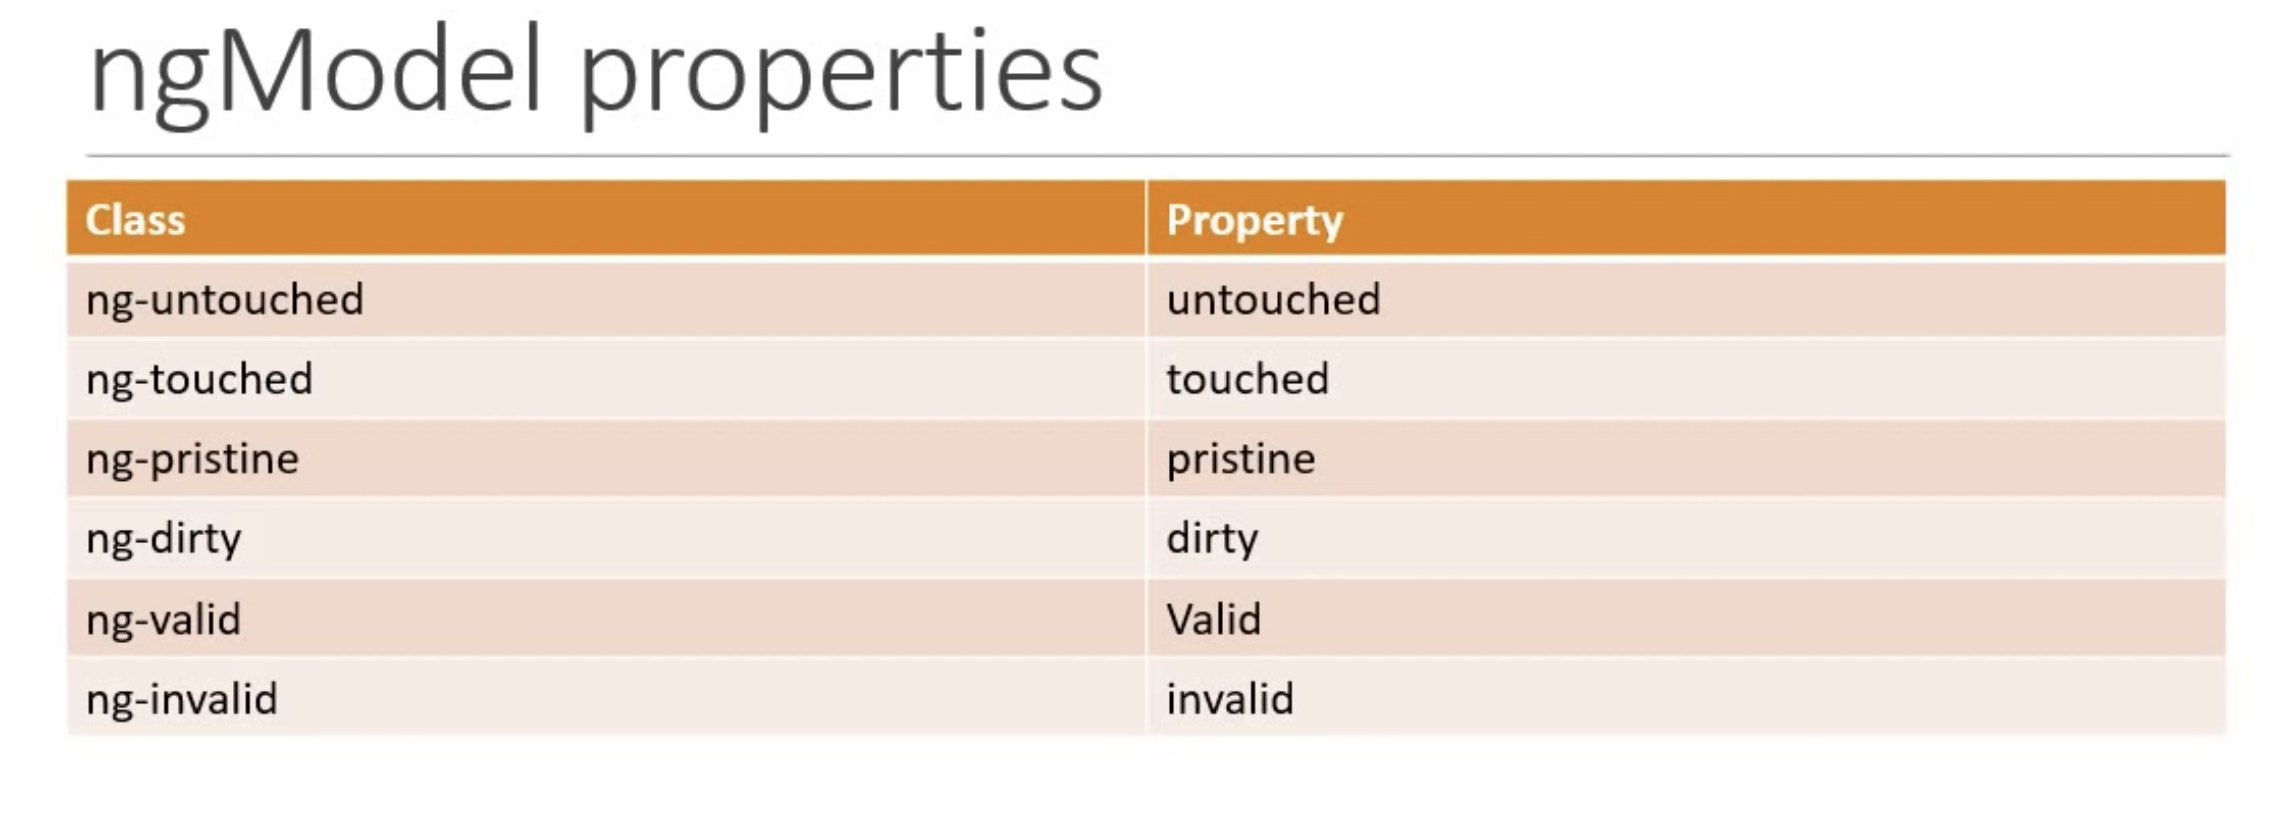 ngModel properties
Class Property
ng-untouched untouched
ng-touched touched
ng-pristine pristine
ng-dirty dirty
ng-valid Valid
ng-invalid invalid